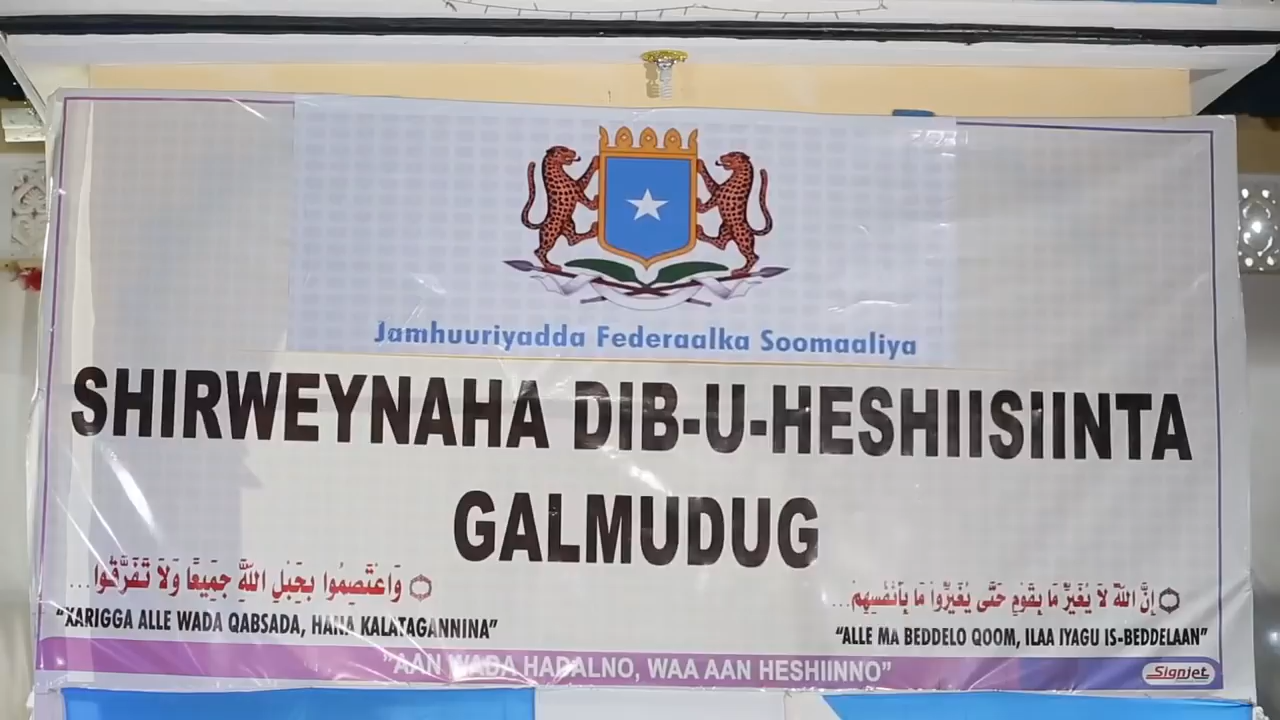 Jamhuuriyadda Federaalka Soomaaliya
SHIRWEYNAHA DIB-U-HESHIISIINTA
GALMUDUG
۞ وَاعْتَصِمُوا بِحَبْلِ اللَّهِ جَمِيعًا وَلَا تَفَرَّقُوا...
"XARIGGA ALLE WADA QABSADA, HANA KALATAGANNINA"
۞ إِنَّ اللَّهَ لَا يُغَيِّرُ مَا بِقَوْمٍ حَتَّى يُغَيِّرُوا مَا بِأَنْفُسِهِمْ...
"ALLE MA BEDDELO QOOM, ILAA IYAGU IS-BEDDELAAN"
"AAN WADA HADALNO, WAA AAN HESHIINNO"
Signjet